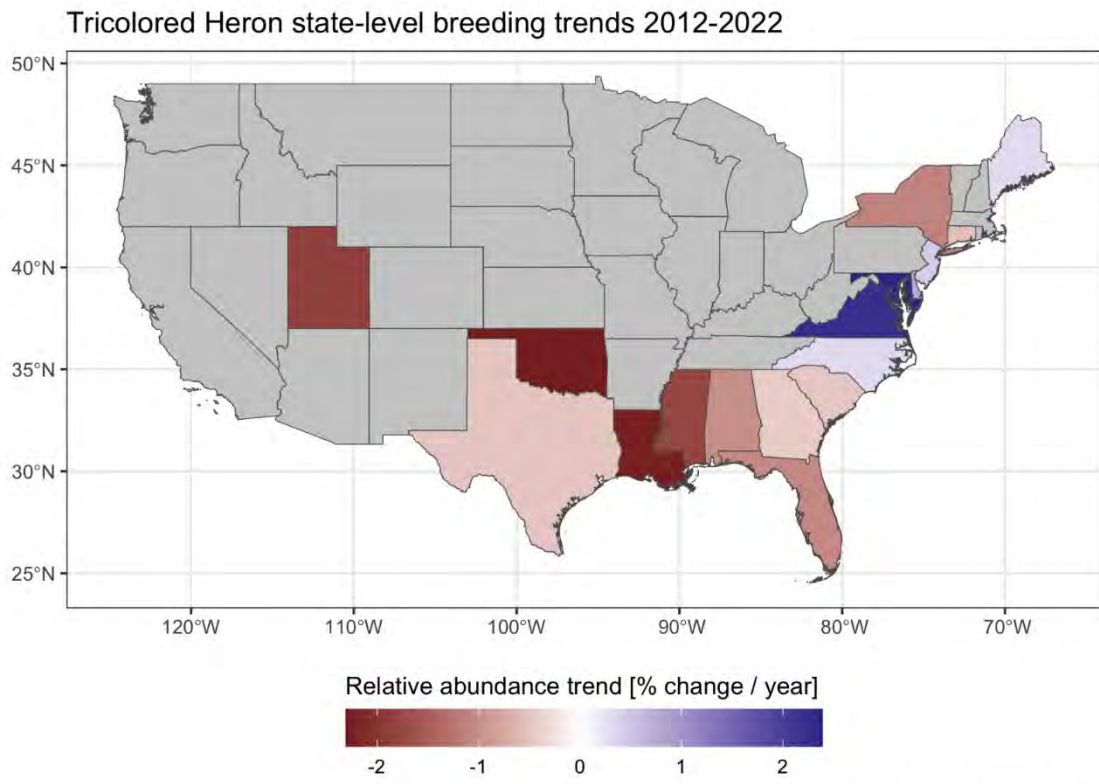 Tricolored Heron state-level breeding trends 2012-2022
50°N
45°N
40°N
35°N
30°N
25°N
120°W 110°W 100°W 90°W 80°W 70°W
Relative abundance trend [% change / year]
-2 -1 0 1 2